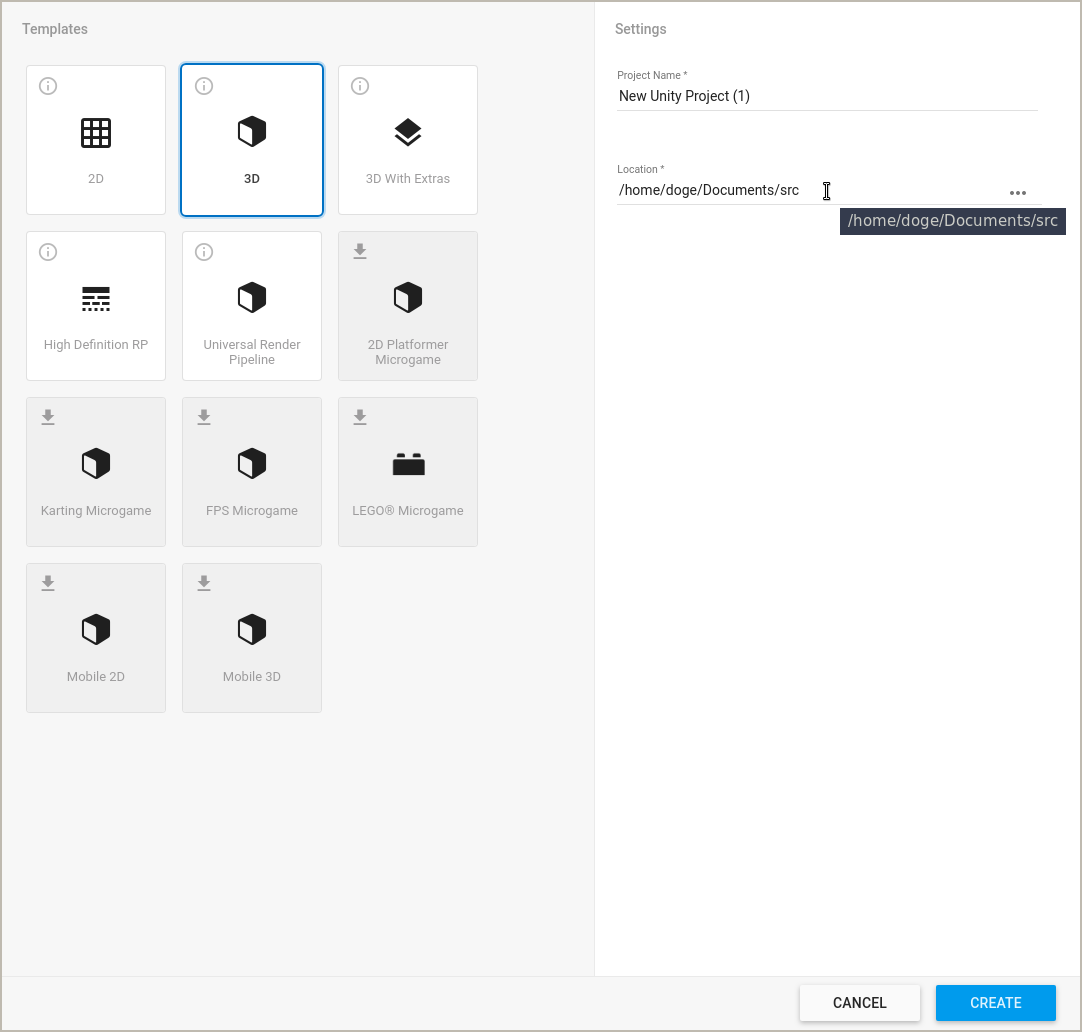 Templates
2D
3D
3D With Extras
High Definition RP
Universal Render
Pipeline
2D Platformer
Microgame
Karting Microgame
FPS Microgame
LEGO® Microgame
Mobile 2D
Mobile 3D
Settings
Project Name *
New Unity Project (1)
Location *
/home/doge/Documents/src
/home/doge/Documents/src
CANCEL
CREATE